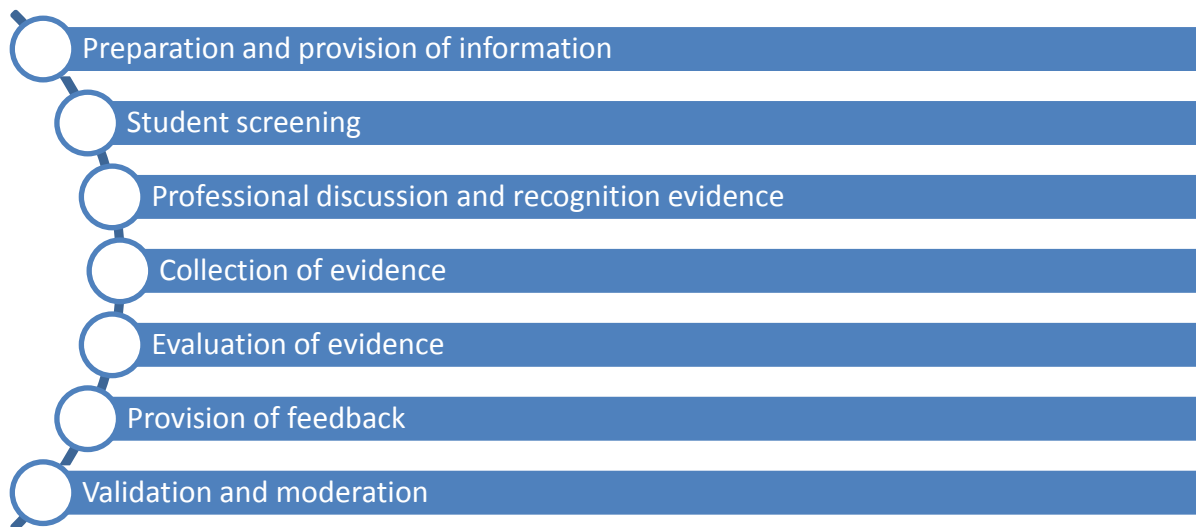 Preparation and provision of information
Student screening
Professional discussion and recognition evidence
Collection of evidence
Evaluation of evidence
Provision of feedback
Validation and moderation